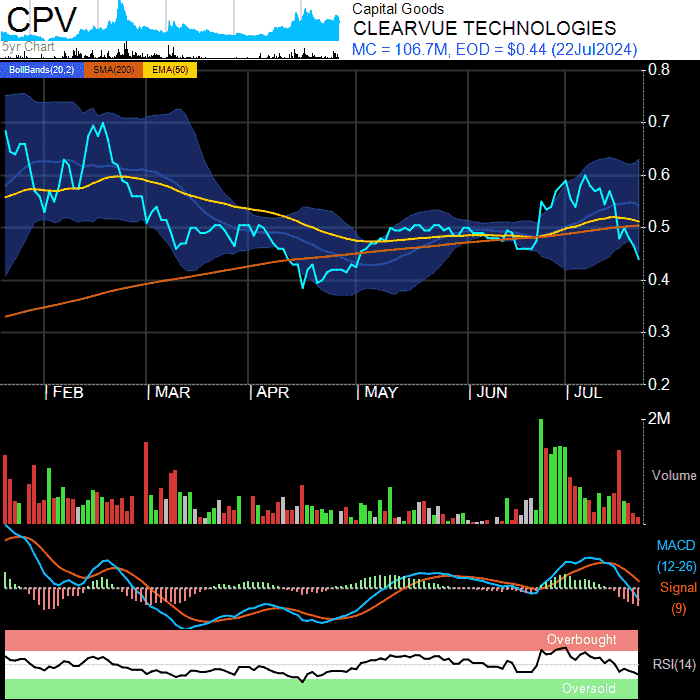 CPV
5yr Chart
Capital Goods
CLEARVUE TECHNOLOGIES
MC = 106.7M, EOD = $0.44 (22Jul2024)
BollBands(20,2) SMA(200) EMA(50)
0.8
0.7
0.6
0.5
0.4
0.3
0.2
FEB MAR APR MAY JUN JUL
2M
Volume
MACD
(12-26)
Signal
(9)
Overbought
RSI(14)
Oversold